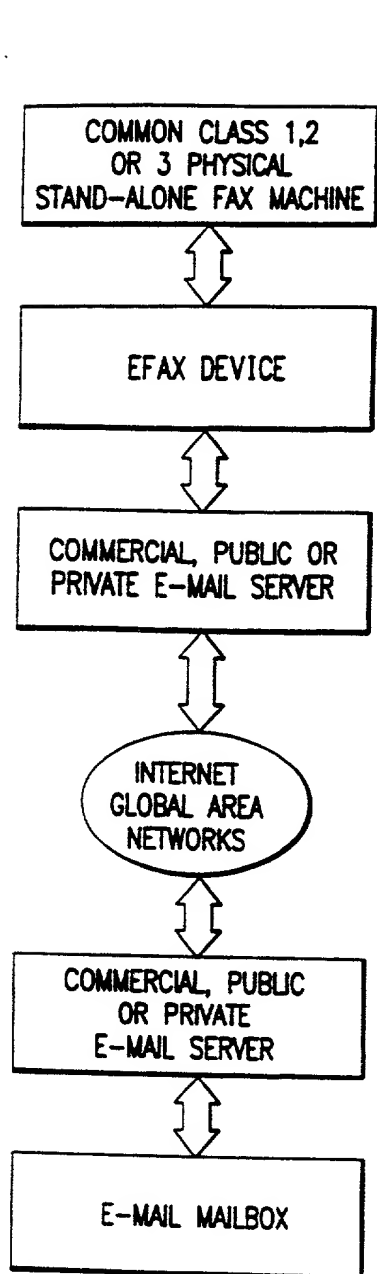 COMMON CLASS 1,2
OR 3 PHYSICAL
STAND-ALONE FAX MACHINE
EFAX DEVICE
COMMERCIAL, PUBLIC OR
PRIVATE E-MAIL SERVER
INTERNET
GLOBAL AREA
NETWORKS
COMMERCIAL, PUBLIC
OR PRIVATE
E-MAIL SERVER
E-MAIL MAILBOX